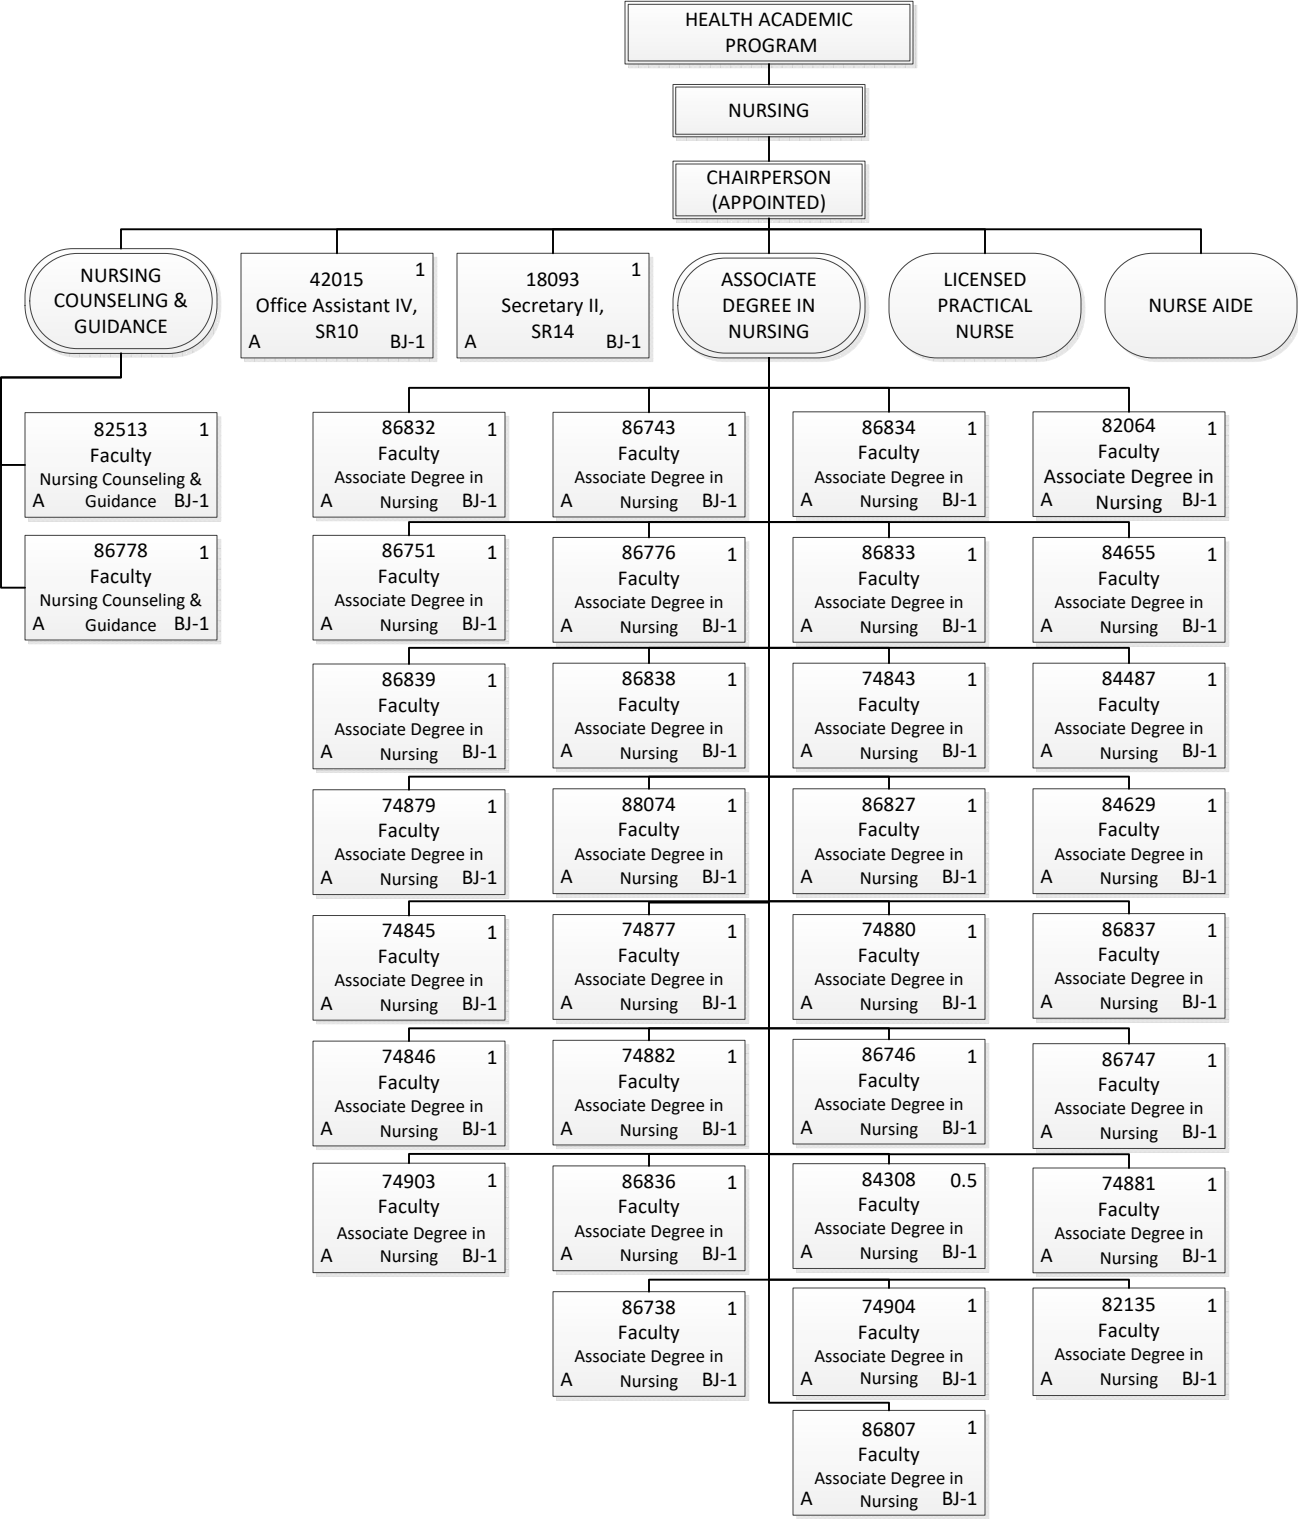 HEALTH ACADEMIC
PROGRAM
NURSING
CHAIRPERSON
(APPOINTED)
NURSING
COUNSELING &
GUIDANCE
42015 1
Office Assistant IV,
SR10
A BJ-1
18093 1
Secretary II,
SR14
A BJ-1
ASSOCIATE
DEGREE IN
NURSING
LICENSED
PRACTICAL
NURSE
NURSE AIDE
82513 1
Faculty
Nursing Counseling &
A Guidance BJ-1
86778 1
Faculty
Nursing Counseling &
A Guidance BJ-1
86832 1
Faculty
Associate Degree in
A Nursing BJ-1
86743 1
Faculty
Associate Degree in
A Nursing BJ-1
86834 1
Faculty
Associate Degree in
A Nursing BJ-1
82064 1
Faculty
Associate Degree in
A Nursing BJ-1
86751 1
Faculty
Associate Degree in
A Nursing BJ-1
86776 1
Faculty
Associate Degree in
A Nursing BJ-1
86833 1
Faculty
Associate Degree in
A Nursing BJ-1
84655 1
Faculty
Associate Degree in
A Nursing BJ-1
86839 1
Faculty
Associate Degree in
A Nursing BJ-1
86838 1
Faculty
Associate Degree in
A Nursing BJ-1
74843 1
Faculty
Associate Degree in
A Nursing BJ-1
84487 1
Faculty
Associate Degree in
A Nursing BJ-1
74879 1
Faculty
Associate Degree in
A Nursing BJ-1
88074 1
Faculty
Associate Degree in
A Nursing BJ-1
86827 1
Faculty
Associate Degree in
A Nursing BJ-1
84629 1
Faculty
Associate Degree in
A Nursing BJ-1
74845 1
Faculty
Associate Degree in
A Nursing BJ-1
74877 1
Faculty
Associate Degree in
A Nursing BJ-1
74880 1
Faculty
Associate Degree in
A Nursing BJ-1
86837 1
Faculty
Associate Degree in
A Nursing BJ-1
74846 1
Faculty
Associate Degree in
A Nursing BJ-1
74882 1
Faculty
Associate Degree in
A Nursing BJ-1
86746 1
Faculty
Associate Degree in
A Nursing BJ-1
86747 1
Faculty
Associate Degree in
A Nursing BJ-1
74903 1
Faculty
Associate Degree in
A Nursing BJ-1
86836 1
Faculty
Associate Degree in
A Nursing BJ-1
84308 0.5
Faculty
Associate Degree in
A Nursing BJ-1
74881 1
Faculty
Associate Degree in
A Nursing BJ-1
86738 1
Faculty
Associate Degree in
A Nursing BJ-1
74904 1
Faculty
Associate Degree in
A Nursing BJ-1
82135 1
Faculty
Associate Degree in
A Nursing BJ-1
86807 1
Faculty
Associate Degree in
A Nursing BJ-1